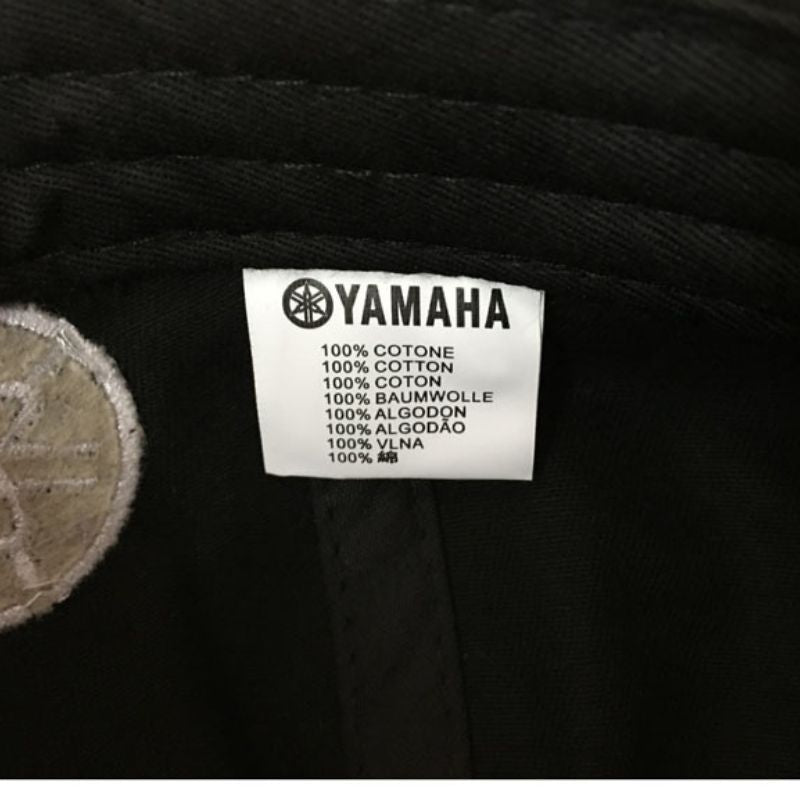 YAMAHA
100% COTONE
100% COTTON
100% COTON
100% BAUMWOLLE
100% ALGODON
100% ALGODÃO
100% VLNA
100% 綿